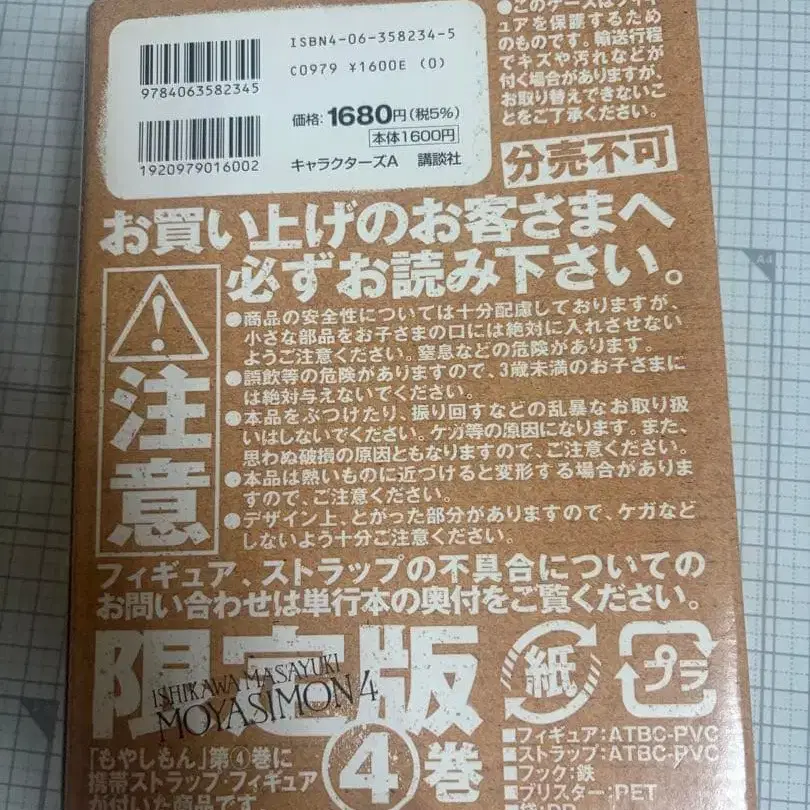 ISBN4-06-358234-5
C0979 ¥1600E (0)
9784063582345
価格:1680円(税5%)
本体1600円
1920979016002
キャラクターズA 講談社
●このケースはフィギ
ュアを保護するため
のものです。輸送行程
でキズや汚れなどが
付く場合がありますが、
お取り替えできないこ
とをご了承ください。
分売不可
お買い上げのお客さまへ
必ずお読み下さい。
注意
●商品の安全性については十分配慮しておりますが、
小さな部品をお子さまの口には絶対に入れさせない
ようご注意ください。窒息などの危険があります。
●誤飲等の危険がありますので、3歳未満のお子さまに
は絶対与えないでください。
●本品をぶつけたり、振り回すなどの乱暴なお取り扱
いはしないでください。ケガ等の原因になります。また、
思わぬ破損の原因ともなりますので、ご注意ください。
●本品は熱いものに近づけると変形する場合がありま
すので、ご注意ください。
●デザイン上、とがった部分がありますので、ケガなど
しないよう十分ご注意ください。
フィギュア、ストラップの不具合についての
お問い合わせは単行本の奥付をご覧ください。
限定版
ISHIKAWA MASAYUKI
MOYASIMON 4
④巻
「もやしもん」第④巻に
携帯ストラップ・フィギュア
が付いた商品です
紙
プラ
■フィギュア:ATBC-PVC
■ストラップ:ATBC-PVC
■フック:鉄
■ブリスター:PET
A4